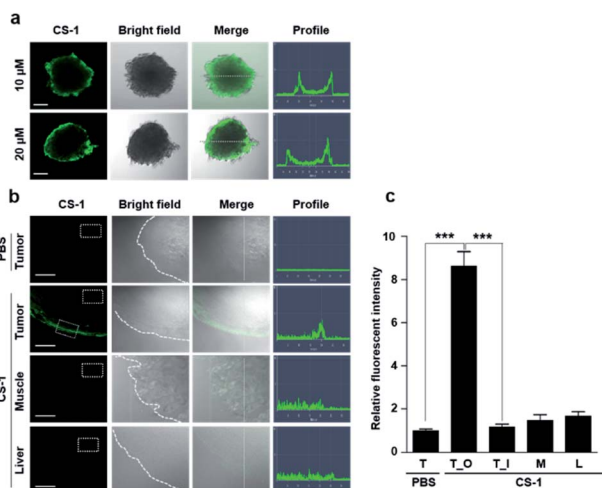 a
CS-1 Bright field Merge Profile
10 µM
20 µM
b
CS-1 Bright field Merge Profile
PBS
Tumor
CS-1
Tumor
Muscle
Liver
c
Relative fluorescent intensity
10
8
6
4
2
0
*** ***
T T_O T_I M L
PBS CS-1